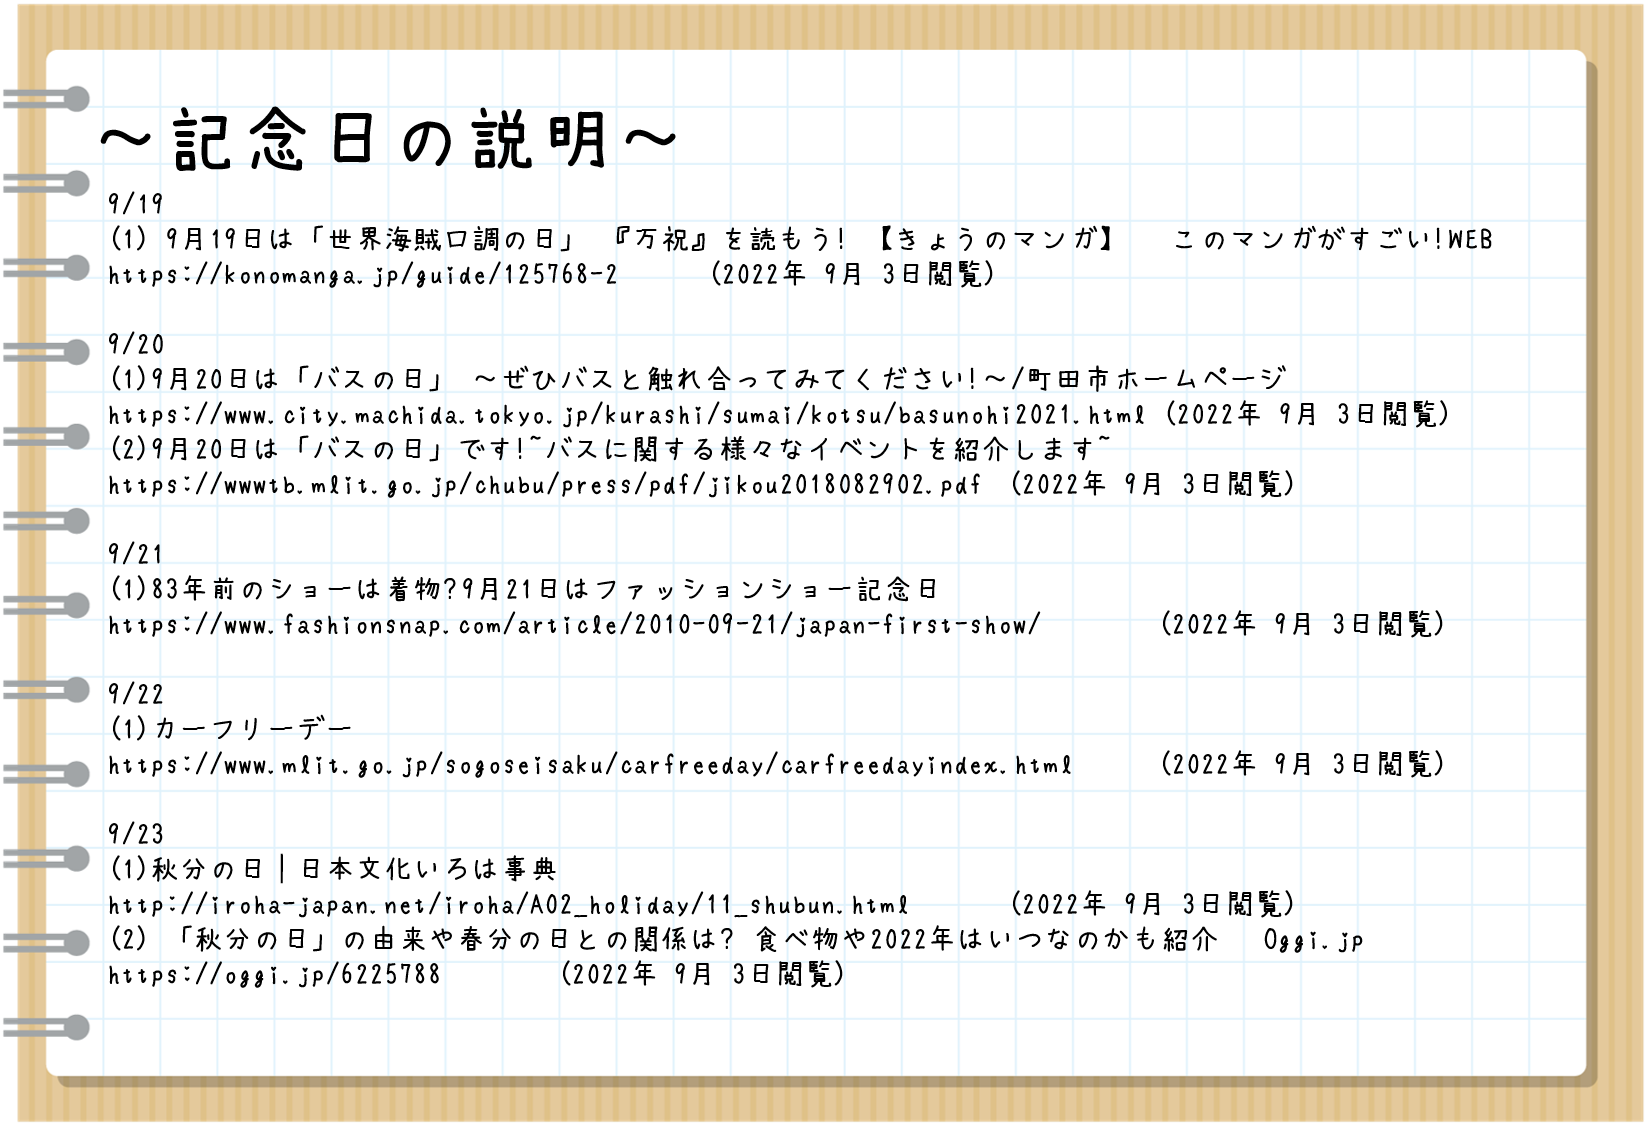 ～記念日の説明～
9/19
(1) 9月19日は「世界海賊口調の日」 『万祝』を読もう! 【きょうのマンガ】 このマンガがすごい!WEB
https://konomanga.jp/guide/125768-2 (2022年 9月 3日閲覧)
9/20
(1)9月20日は「バスの日」 ～ぜひバスと触れ合ってみてください!～/町田市ホームページ
https://www.city.machida.tokyo.jp/kurashi/sumai/kotsu/basunohi2021.html (2022年 9月 3日閲覧)
(2)9月20日は「バスの日」です!~バスに関する様々なイベントを紹介します~
https://wwwtb.mlit.go.jp/chubu/press/pdf/jikou2018082902.pdf (2022年 9月 3日閲覧)
9/21
(1)83年前のショーは着物?9月21日はファッションショー記念日
https://www.fashionsnap.com/article/2010-09-21/japan-first-show/ (2022年 9月 3日閲覧)
9/22
(1)カーフリーデー
https://www.mlit.go.jp/sogoseisaku/carfreeday/carfreedayindex.html (2022年 9月 3日閲覧)
9/23
(1)秋分の日|日本文化いろは事典
http://iroha-japan.net/iroha/A02_holiday/11_shubun.html (2022年 9月 3日閲覧)
(2) 「秋分の日」の由来や春分の日との関係は? 食べ物や2022年はいつなのかも紹介 Oggi.jp
https://oggi.jp/6225788 (2022年 9月 3日閲覧)